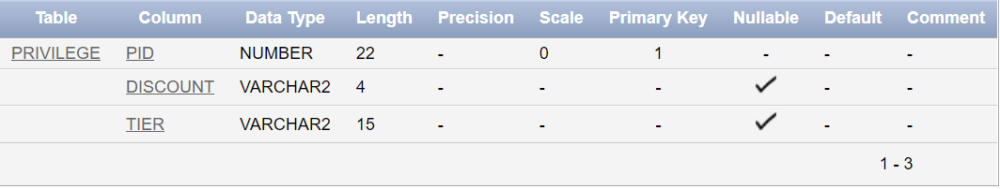 Table Column Data Type Length Precision Scale Primary Key Nullable Default Comment
PRIVILEGE PID NUMBER 22 - 0 1 - - -
DISCOUNT VARCHAR2 4 - - - ✓ - -
TIER VARCHAR2 15 - - - ✓ - -
1 - 3